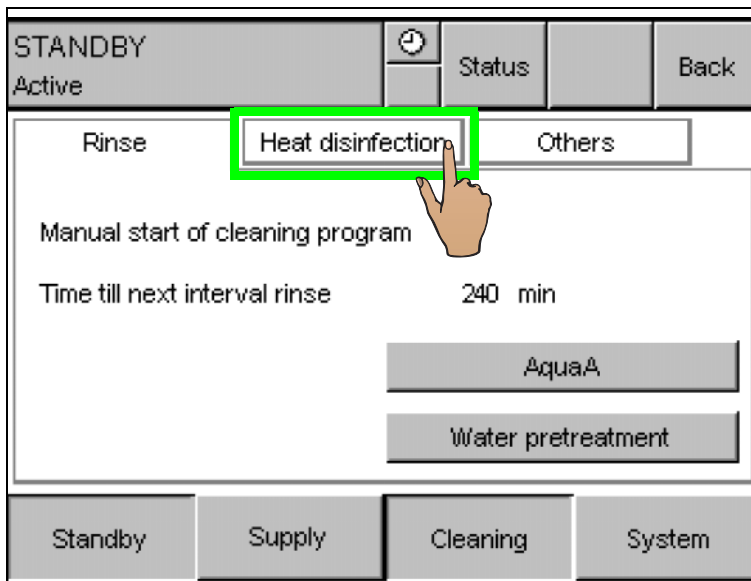 STANDBY
Active
Status
Back
Rinse
Heat disinfection
Others
Manual start of cleaning program
Time till next interval rinse 240 min
AquaA
Water pretreatment
Standby
Supply
Cleaning
System